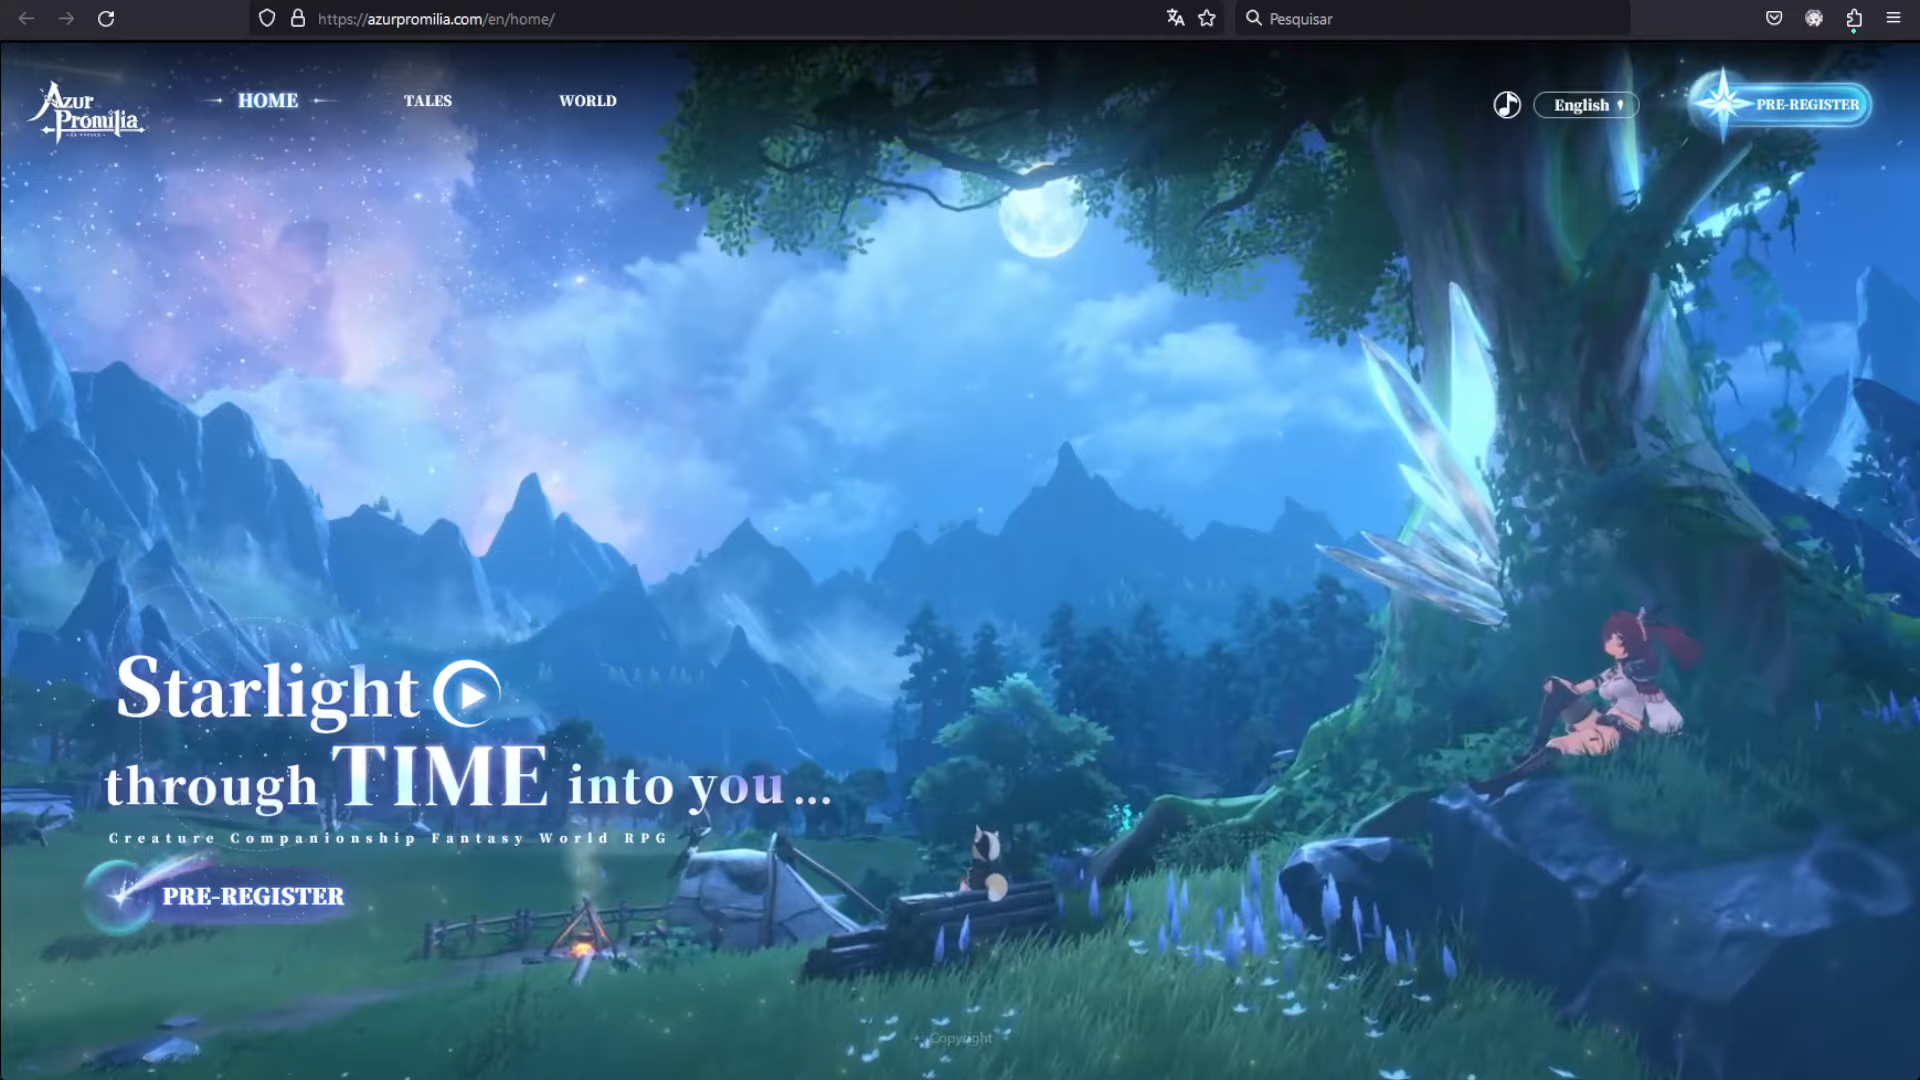 https://azurpromilia.com/en/home/
Pesquisar
Azur
Promilia
HOME
TALES
WORLD
English
PRE-REGISTER
Starlight
through TIME into you...
Creature Companionship Fantasy World RPG
PRE-REGISTER
Copyright